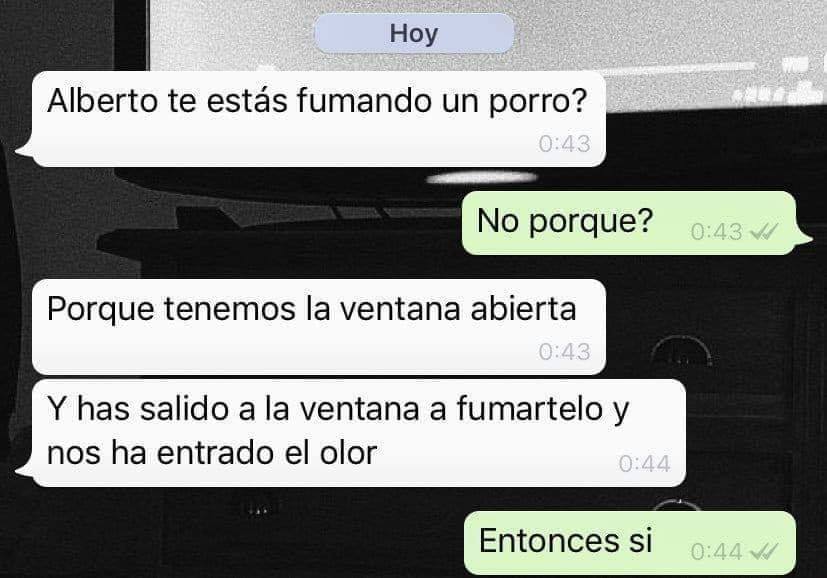 Hoy
Alberto te estás fumando un porro?
0:43
No porque?
0:43
Porque tenemos la ventana abierta
0:43
Y has salido a la ventana a fumartelo y
nos ha entrado el olor
0:44
Entonces si
0:44